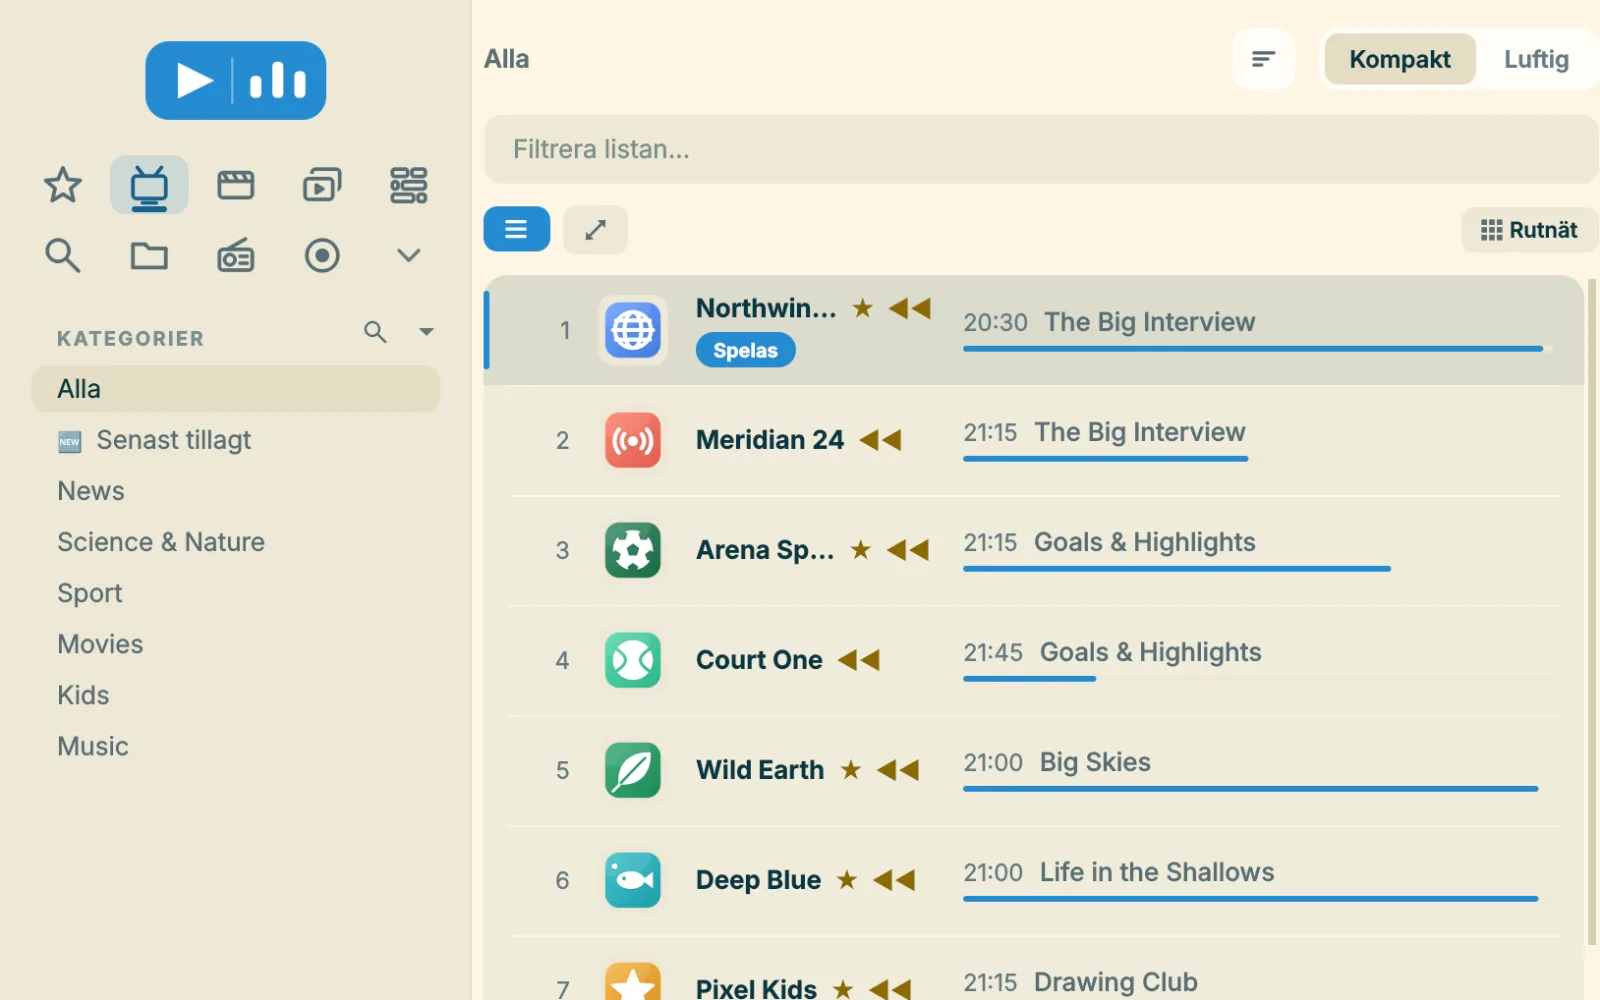 Alla
Kompakt
Luftig
Filtrera listan...
Rutnät
KATEGORIER
Alla
NEW Senast tillagt
News
Science & Nature
Sport
Movies
Kids
Music
1 Northwin... 20:30 The Big Interview
Spelas
2 Meridian 24 21:15 The Big Interview
3 Arena Sp... 21:15 Goals & Highlights
4 Court One 21:45 Goals & Highlights
5 Wild Earth 21:00 Big Skies
6 Deep Blue 21:00 Life in the Shallows
7 Pixel Kids 21:15 Drawing Club